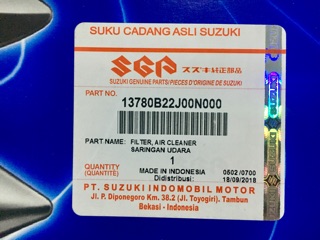 SUKU CADANG ASLI SUZUKI
SGP スズキ純正部品
SUZUKI GENUINE PARTS/PIECES D'ORIGINE DE SUZUKI
PART NO.
13780B22J00N000
PART NAME: FILTER, AIR CLEANER
SARINGAN UDARA
1
QUANTITY MADE IN INDONESIA 0502 /0700
(QUANTITY) Didistribusi: 18/09/2018
PT. SUZUKI INDOMOBIL MOTOR
Jl. P. Diponegoro Km. 38.2 (Jl. Toyogiri). Tambun
Bekasi - Indonesia